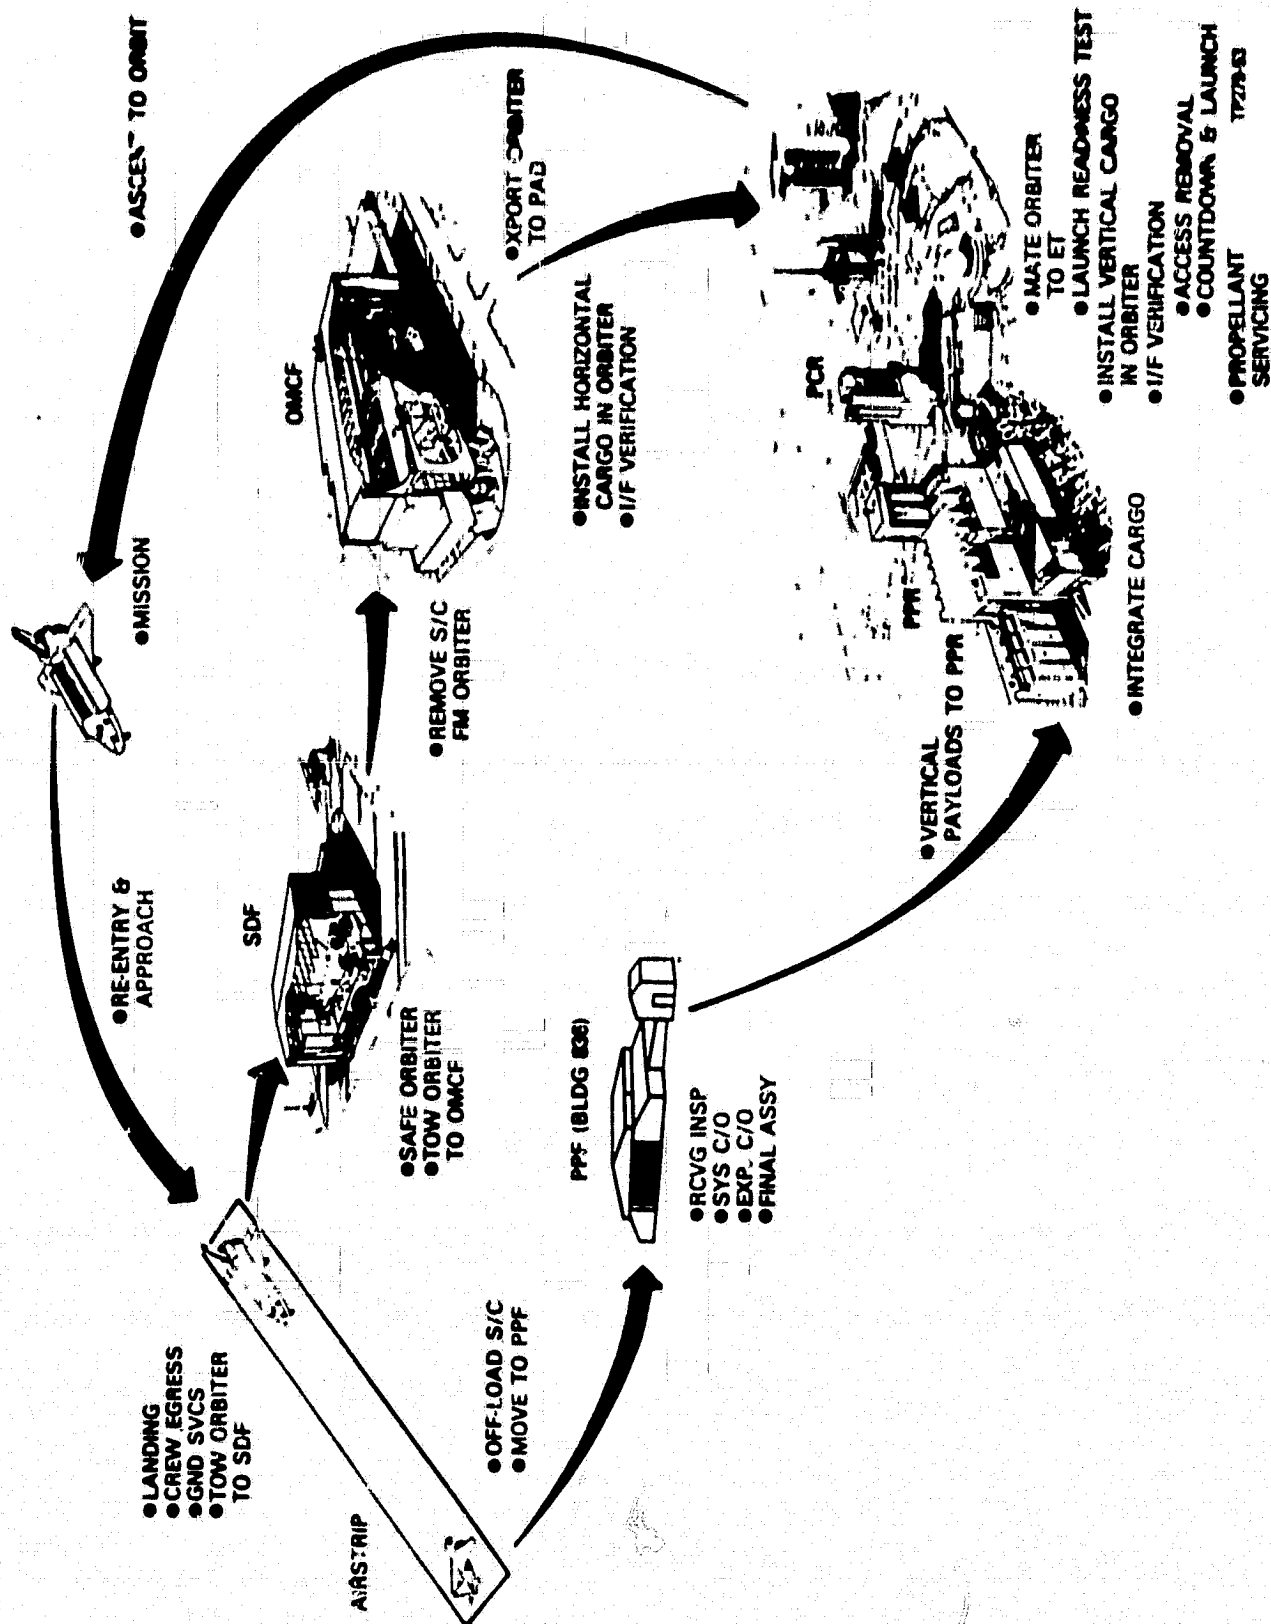 ●LANDING
●CREW EGRESS
●GND SVCS
●TOW ORBITER
TO SDF
AIRSTRIP
●RE-ENTRY &
APPROACH
●MISSION
●ASCENT TO ORBIT
SDF
●SAFE ORBITER
●TOW ORBITER
TO OMCF
●REMOVE S/C
FM ORBITER
OMCF
●INSTALL HORIZONTAL
CARGO IN ORBITER
●I/F VERIFICATION
●XPORT ORBITER
TO PAD
●OFF-LOAD S/C
●MOVE TO PPF
PPF (BLDG 836)
●RCVG INSP
●SYS C/O
●EXP. C/O
●FINAL ASSY
●VERTICAL
PAYLOADS TO PPR
PPR
PCR
●INTEGRATE CARGO
●MATE ORBITER
TO ET
●LAUNCH READINESS TEST
●INSTALL VERTICAL CARGO
IN ORBITER
●I/F VERIFICATION
●ACCESS REMOVAL
●COUNTDOWN & LAUNCH
●PROPELLANT
SERVICING
TP279-53